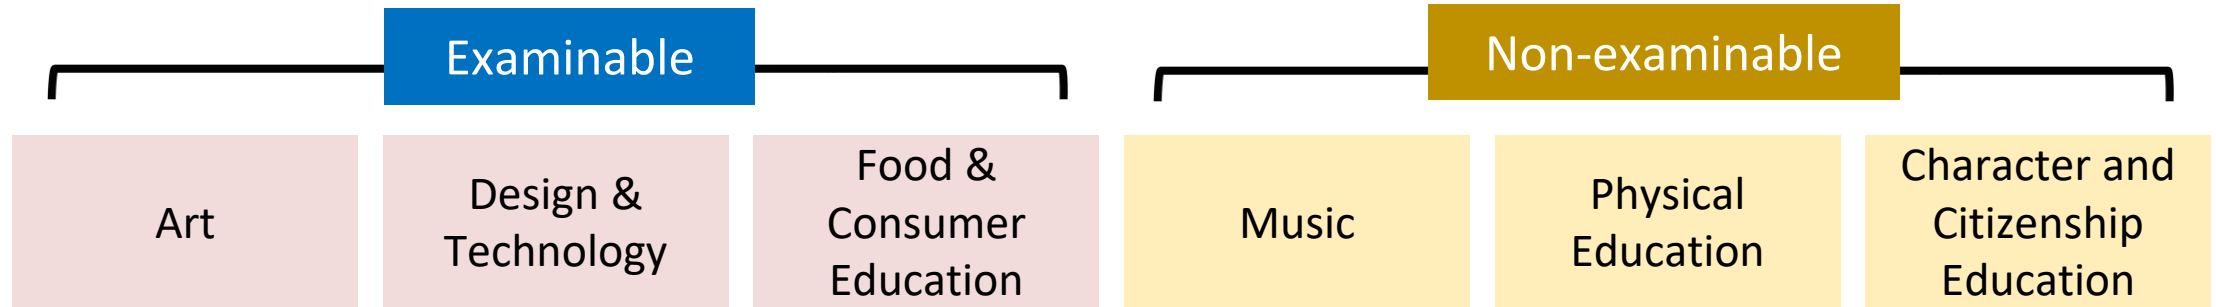 Examinable
Non-examinable
Art
Design &
Technology
Food &
Consumer
Education
Music
Physical
Education
Character and
Citizenship
Education